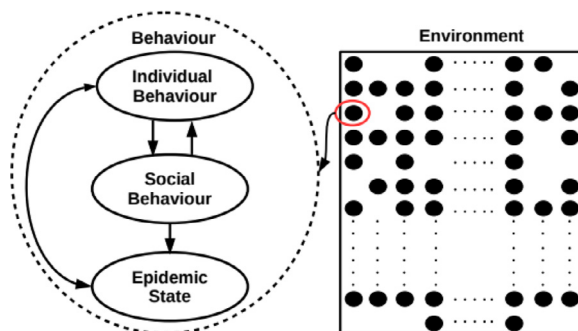 Behaviour
Individual
Behaviour
Social
Behaviour
Epidemic
State
Environment